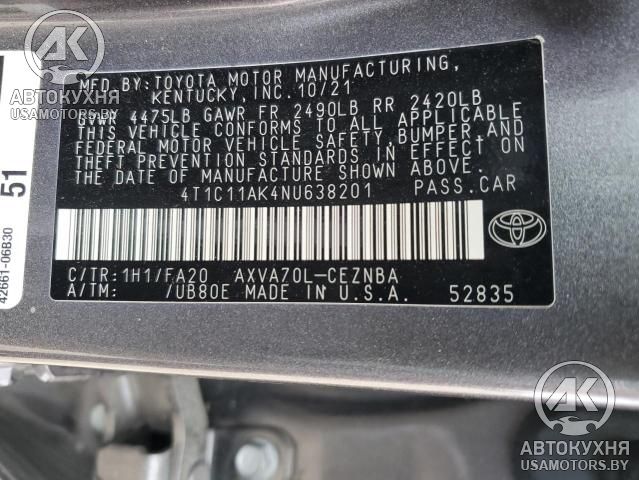 MFD BY:TOYOTA MOTOR MANUFACTURING,
KENTUCKY, INC. 10/21
GVWR 4475LB GAWR FR 2490LB RR 2420LB
THIS VEHICLE CONFORMS TO ALL APPLICABLE
FEDERAL MOTOR VEHICLE SAFETY, BUMPER, AND
THEFT PREVENTION STANDARDS IN EFFECT ON
THE DATE OF MANUFACTURE SHOWN ABOVE.
4T1C11AK4NU638201 PASS.CAR
C/TR:1H1/FA20 AXVA70L-CEZNBA
A/TM: /UB80E MADE IN U.S.A. 52835
51
42661-06B30
АК
АВТОКУХНЯ
USAMOTORS.BY
АК
АВТОКУХНЯ
USAMOTORS.BY